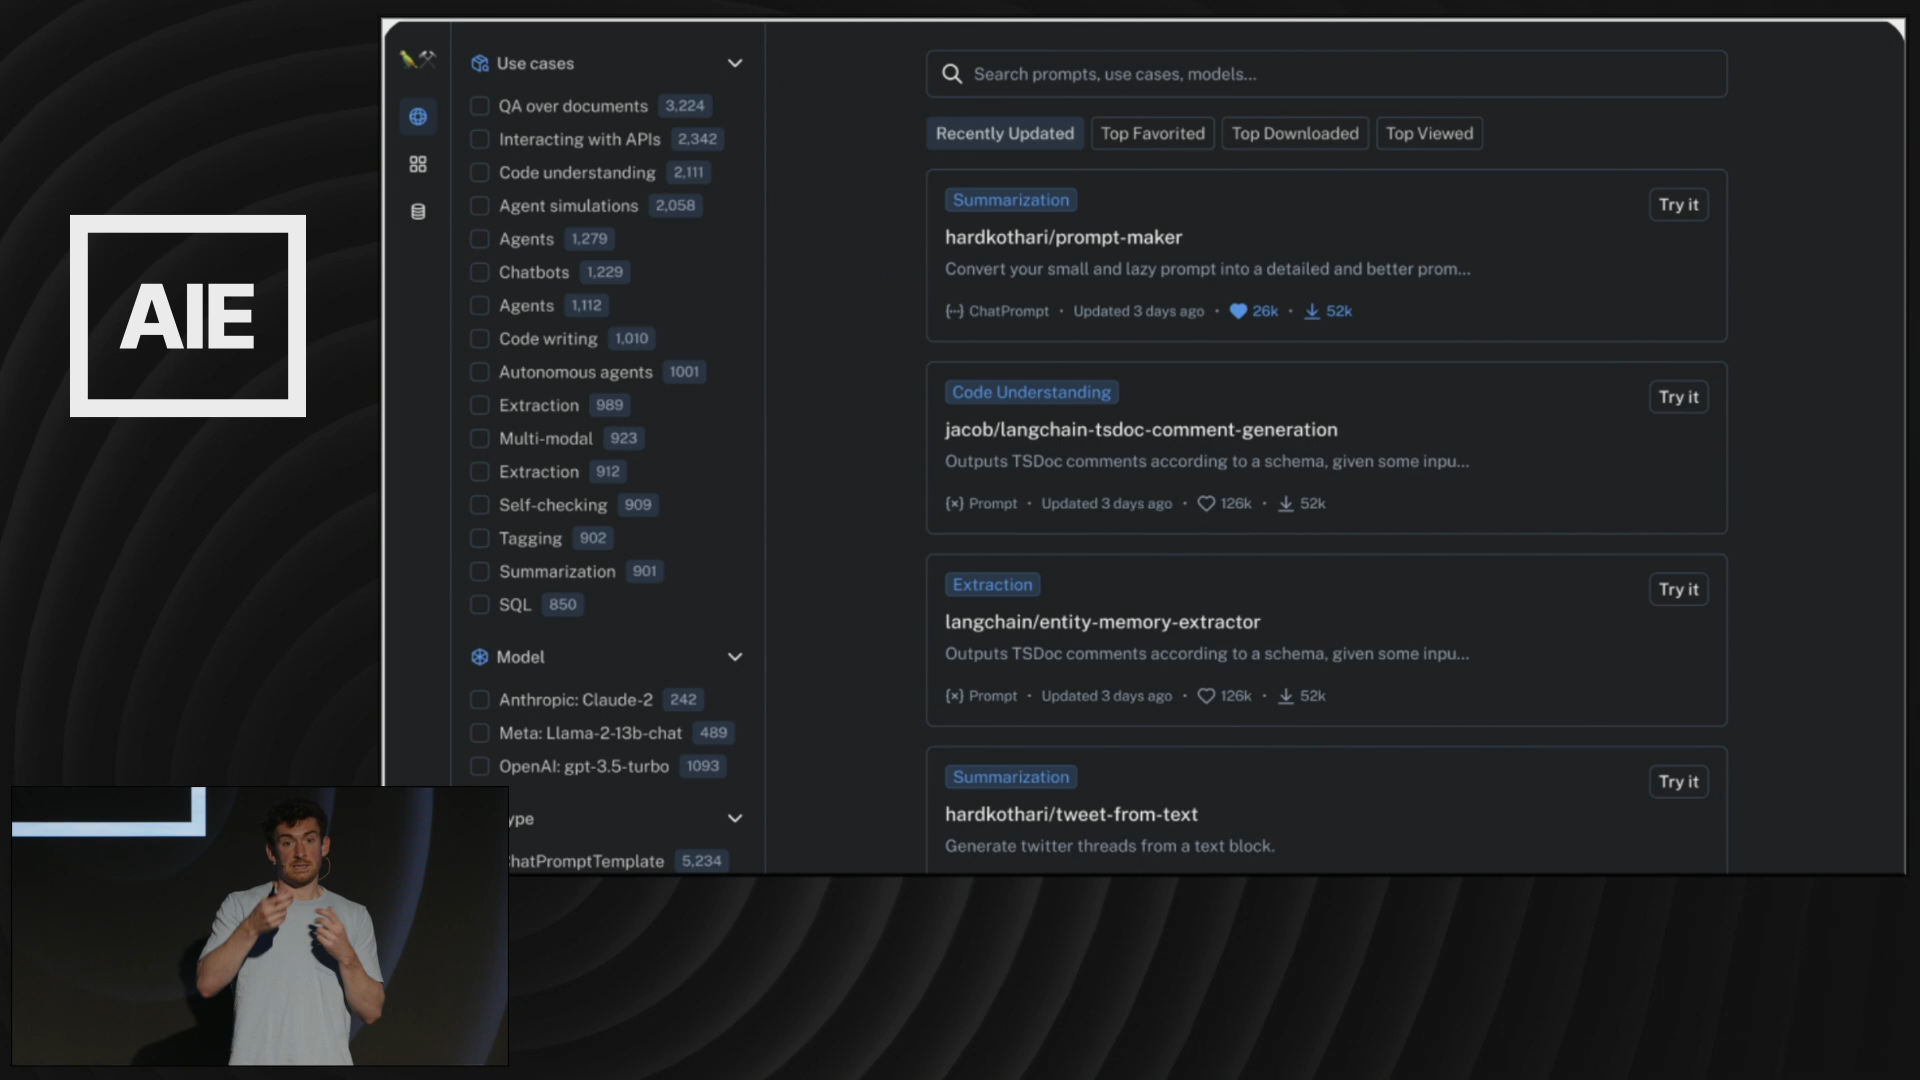 AIE
Use cases
QA over documents 3,224
Interacting with APIs 2,342
Code understanding 2,111
Agent simulations 2,058
Agents 1,279
Chatbots 1,229
Agents 1,112
Code writing 1,010
Autonomous agents 1001
Extraction 989
Multi-modal 923
Extraction 912
Self-checking 909
Tagging 902
Summarization 901
SQL 850
Model
Anthropic: Claude-2 242
Meta: Llama-2-13b-chat 489
OpenAI: gpt-3.5-turbo 1093
ype
hatPromptTemplate 5,234
Search prompts, use cases, models...
Recently Updated Top Favorited Top Downloaded Top Viewed
Summarization
Try it
hardkothari/prompt-maker
Convert your small and lazy prompt into a detailed and better prom...
{···} ChatPrompt • Updated 3 days ago • 26k • 52k
Code Understanding
Try it
jacob/langchain-tsdoc-comment-generation
Outputs TSDoc comments according to a schema, given some inpu...
{×} Prompt • Updated 3 days ago • 126k • 52k
Extraction
Try it
langchain/entity-memory-extractor
Outputs TSDoc comments according to a schema, given some inpu...
{×} Prompt • Updated 3 days ago • 126k • 52k
Summarization
Try it
hardkothari/tweet-from-text
Generate twitter threads from a text block.